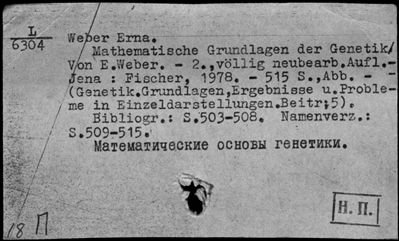 L
6304
Weber Erna.
Mathematische Grundlagen der Genetik/
Von E.Weber. - 2.,völlig neubearb.Aufl.-
Jena : Fischer, 1978. - 515 S.,Abb. - -
(Genetik.Grundlagen,Ergebnisse u.Proble-
me in Einzeldarstellungen.Beitr;5).
Bibliogr.: S.503-508. Namenverz.:
S.509-515.
Математические основы генетики.
Н.П.
18 П